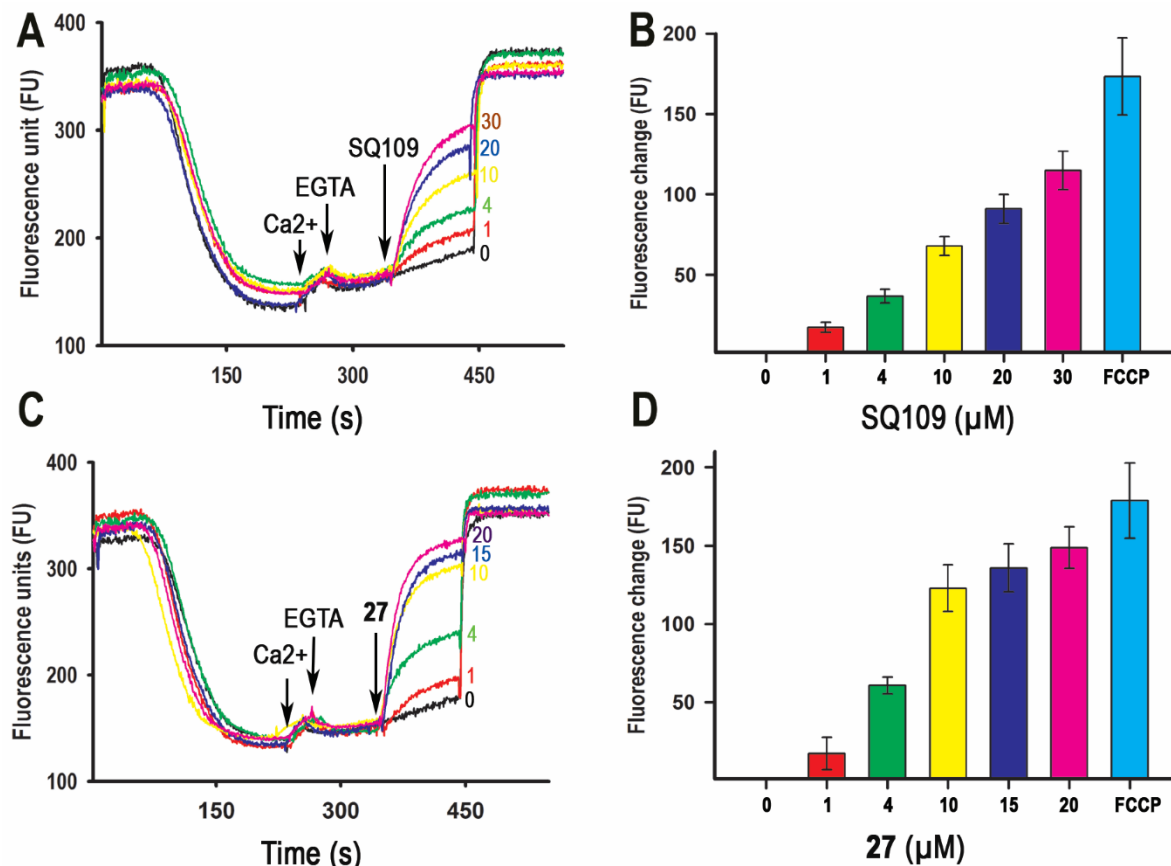 A
Fluorescence unit (FU)
400
300
200
100
Ca2+
EGTA
SQ109
30
20
10
4
1
0
150
300
450
Time (s)
B
Fluorescence change (FU)
200
150
100
50
0
1
4
10
20
30
FCCP
SQ109 (µM)
C
Fluorescence units (FU)
400
300
200
100
Ca2+
EGTA
27
20
15
10
4
1
0
150
300
450
Time (s)
D
Fluorescence change (FU)
200
150
100
50
0
1
4
10
15
20
FCCP
27 (µM)